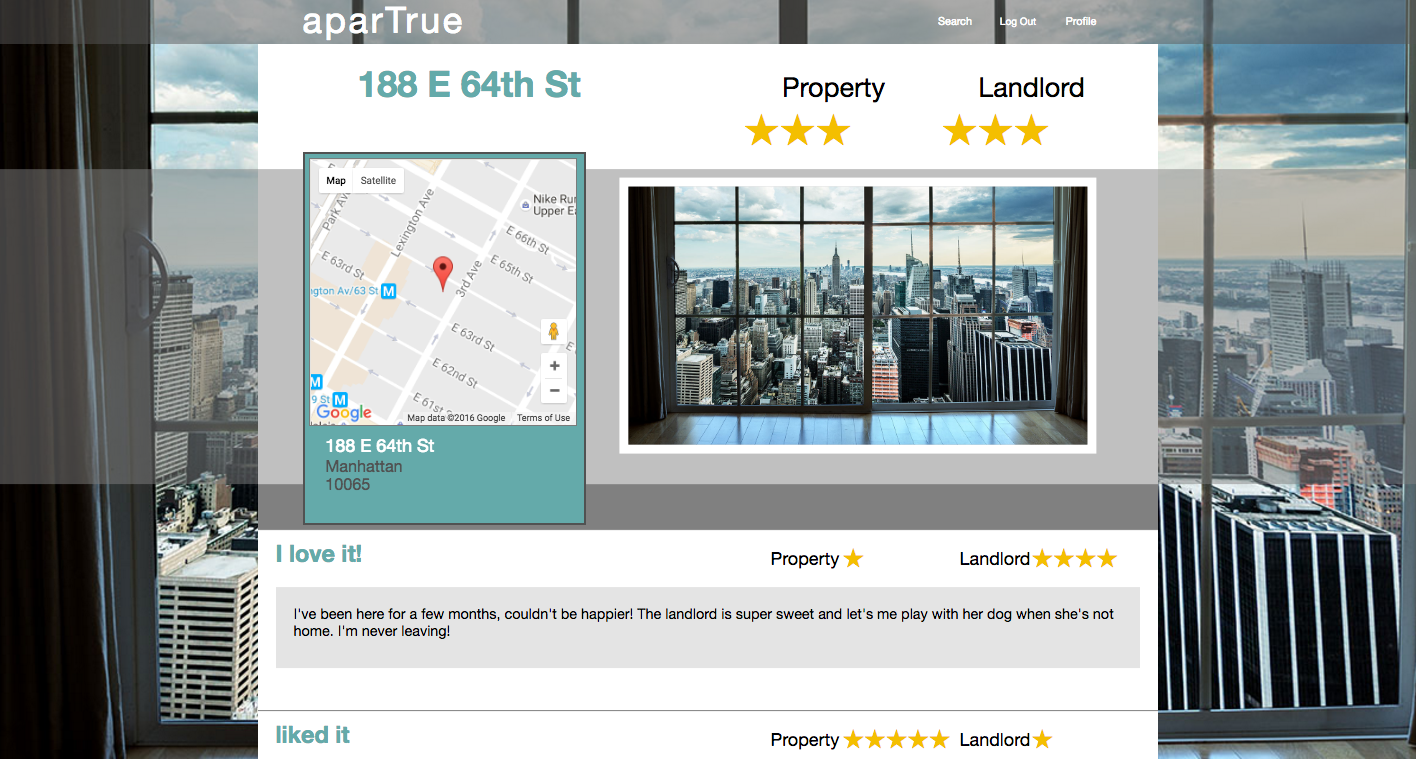 aparTrue
Search Log Out Profile
188 E 64th St
Property Landlord
Map Satellite
Nike Run
Upper Ea
Park Av
Lexington Ave
E 66th St
E 65th St
E 63rd St
3rd Ave
ngton Av/63 St M
E 63rd St
E 62nd St
M
9 St M
E 61st
Google
Map data ©2016 Google Terms of Use
188 E 64th St
Manhattan
10065
I love it!
Property Landlord
I've been here for a few months, couldn't be happier! The landlord is super sweet and let's me play with her dog when she's not
home. I'm never leaving!
liked it
Property Landlord